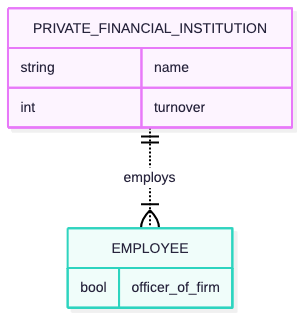 PRIVATE_FINANCIAL_INSTITUTION
string name
int turnover
employs
EMPLOYEE
bool officer_of_firm